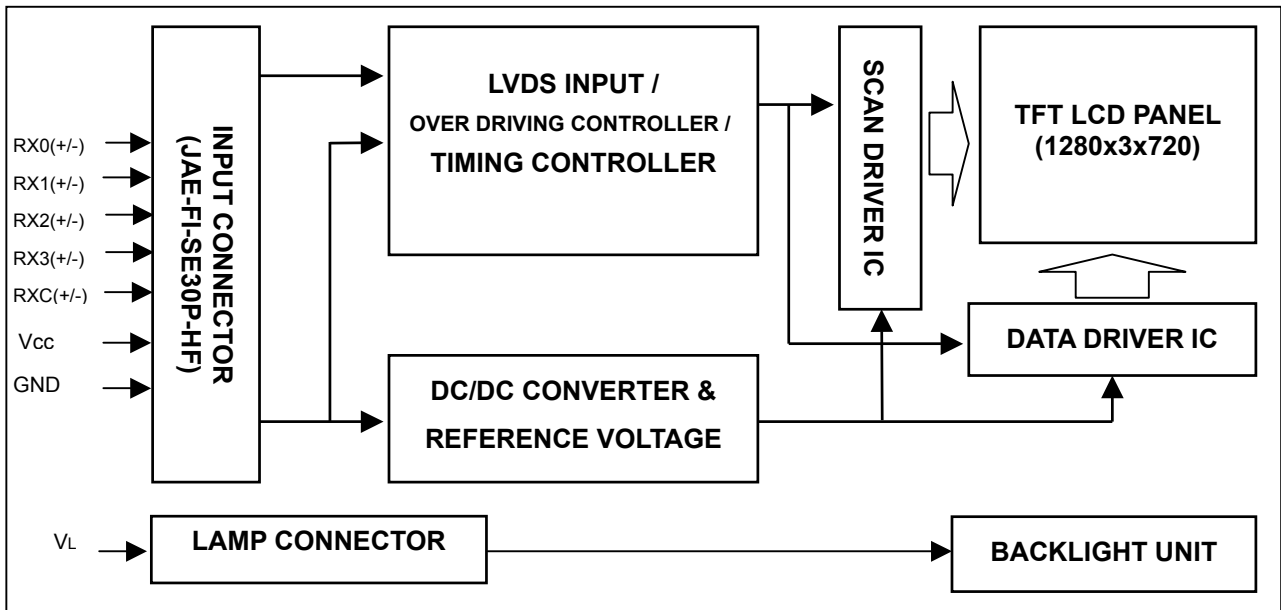 RX0(+/-)
RX1(+/-)
RX2(+/-)
RX3(+/-)
RXC(+/-)
Vcc
GND
INPUT CONNECTOR
(JAE-FI-SE30P-HF)
LVDS INPUT /
OVER DRIVING CONTROLLER /
TIMING CONTROLLER
DC/DC CONVERTER &
REFERENCE VOLTAGE
SCAN DRIVER IC
TFT LCD PANEL
(1280x3x720)
DATA DRIVER IC
VL
LAMP CONNECTOR
BACKLIGHT UNIT